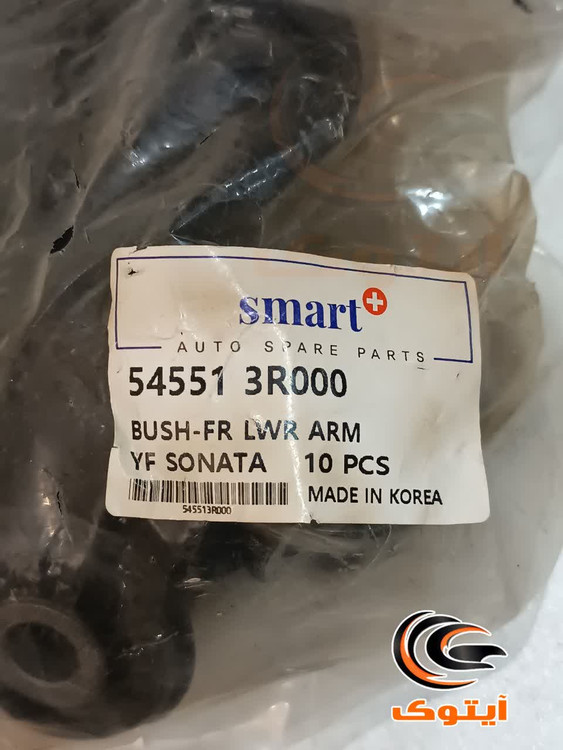 smart
AUTO SPARE PARTS
54551 3R000
BUSH-FR LWR ARM
YF SONATA 10 PCS
MADE IN KOREA
545513R000
آیتوک